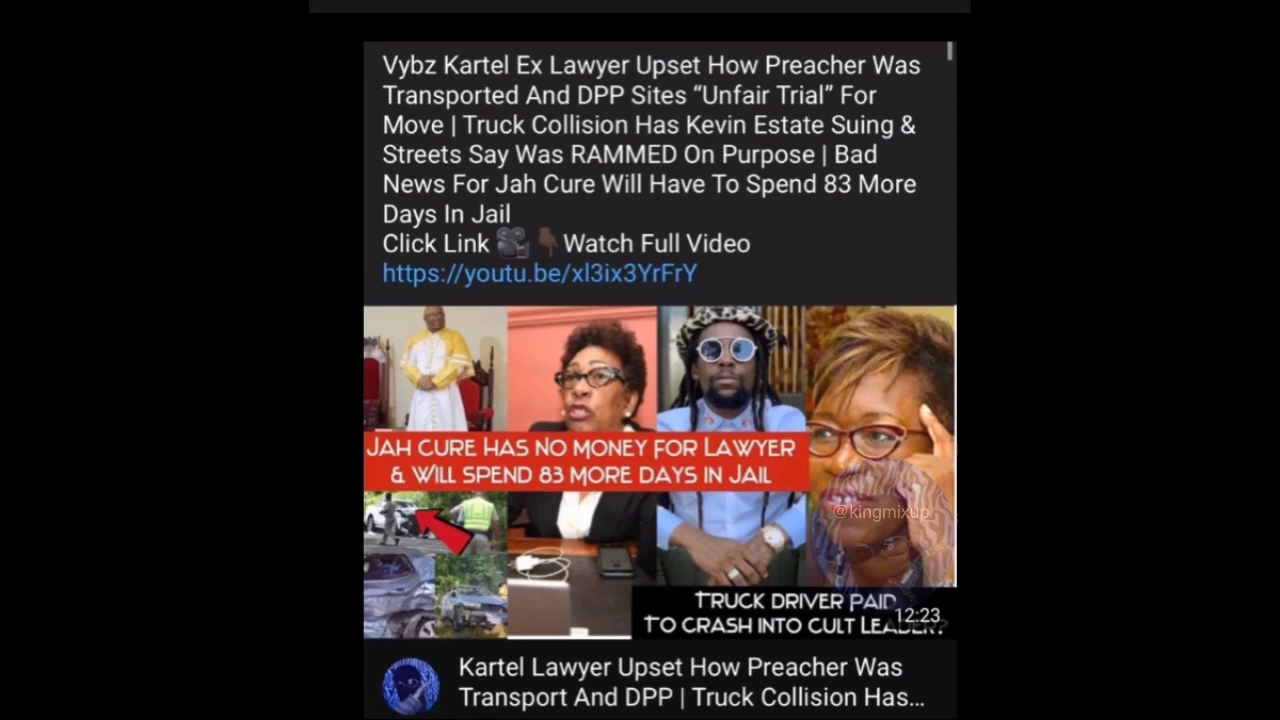 Vybz Kartel Ex Lawyer Upset How Preacher Was
Transported And DPP Sites “Unfair Trial” For
Move | Truck Collision Has Kevin Estate Suing &
Streets Say Was RAMMED On Purpose | Bad
News For Jah Cure Will Have To Spend 83 More
Days In Jail
Click Link 🎥👇🏿Watch Full Video
https://youtu.be/xl3ix3YrFrY
JAH CURE HAS NO MONEY FOR LAWYER
& WILL SPEND 83 MORE DAYS IN JAIL
@kingmixup
TRUCK DRIVER PAID
TO CRASH INTO CULT LEADER?
12:23
Kartel Lawyer Upset How Preacher Was
Transport And DPP | Truck Collision Has...